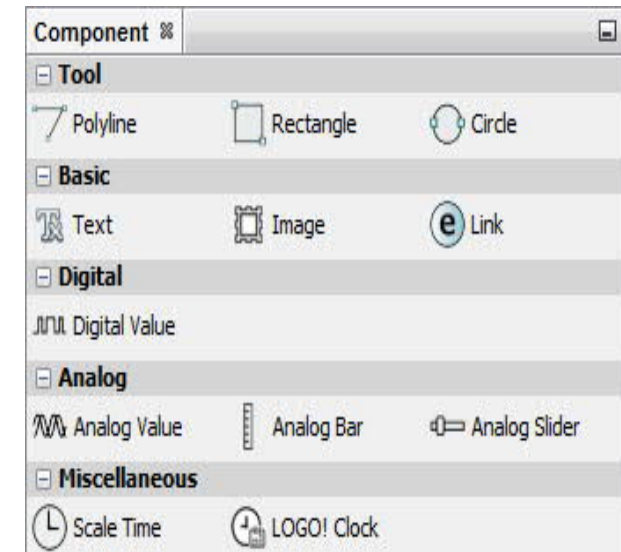 Component
Tool
Polyline Rectangle Circle
Basic
Text Image Link
Digital
Digital Value
Analog
Analog Value Analog Bar Analog Slider
Miscellaneous
Scale Time LOGO! Clock